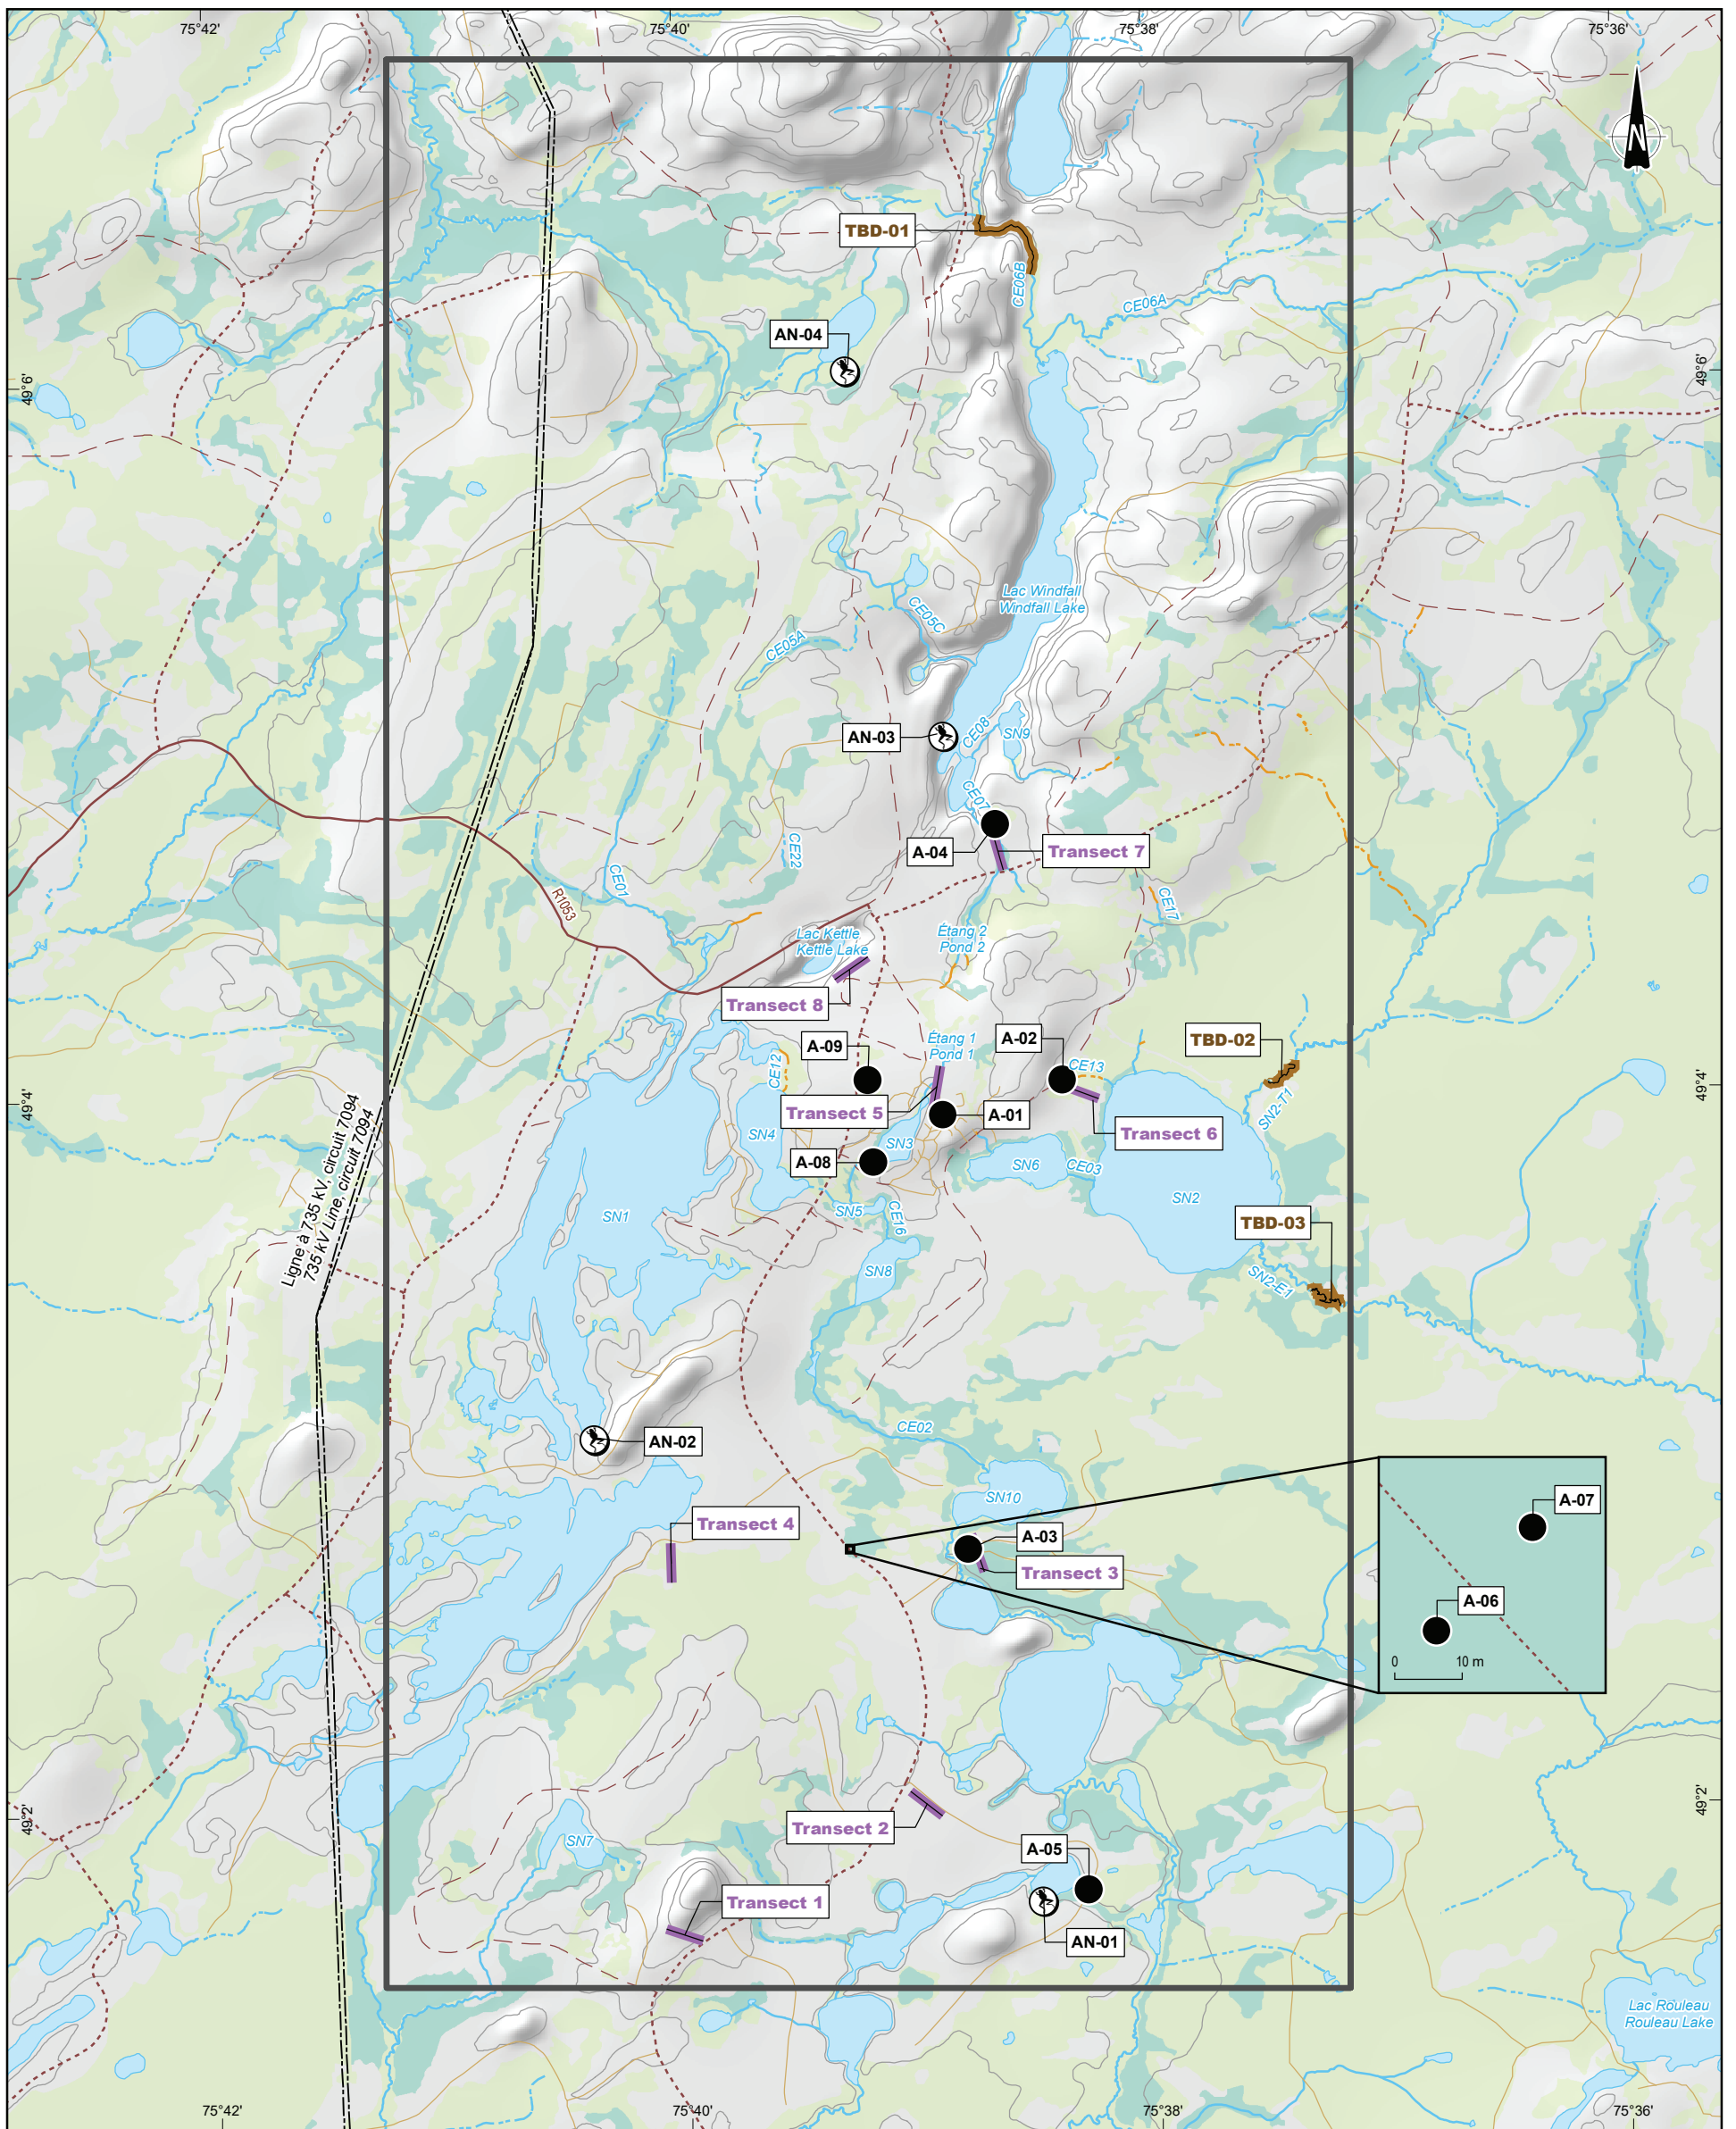 75°42'
75°40'
75°38'
75°36'
N
TBD-01
CE06B
CE06A
AN-04
49°6'
49°6'
Lac Windfall
Windfall Lake
CE05C
CE05A
AN-03
CE08
SN9
CE07
A-04
Transect 7
CE22
CE01
R1053
CE17
Lac Kettle
Kettle Lake
Étang 2
Pond 2
Transect 8
A-09
Étang 1
Pond 1
A-02
TBD-02
CE12
CE13
49°4'
49°4'
Transect 5
A-01
SN2-T1
Transect 6
SN4
SN3
A-08
SN6
CE03
SN2
Ligne à 735 kV, circuit 7094
735 kV Line, circuit 7094
SN1
SN5
CE16
TBD-03
SN8
SN2-E1
CE02
AN-02
SN10
A-07
Transect 4
A-03
Transect 3
A-06
0 10 m
49°2'
49°2'
Transect 2
SN7
A-05
Transect 1
AN-01
Lac Rouleau
Rouleau Lake
75°42'
75°40'
75°38'
75°36'